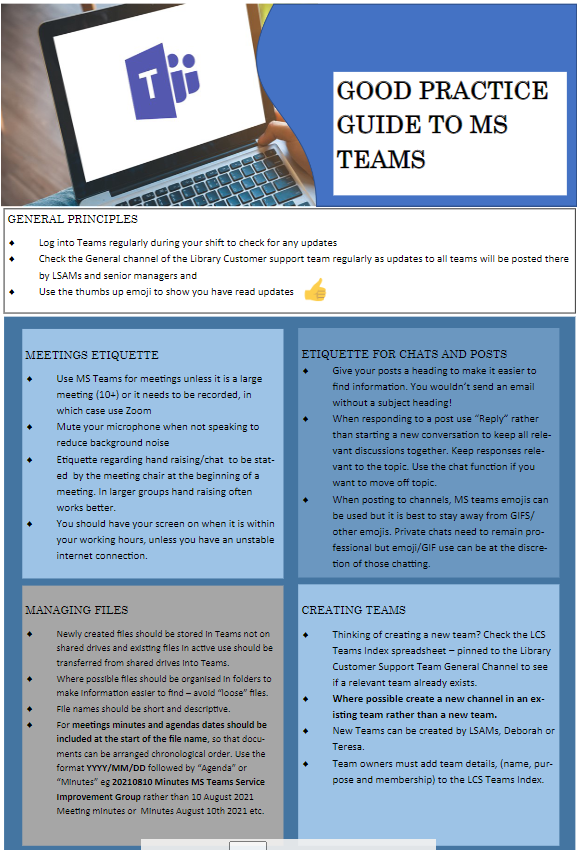 T
GOOD PRACTICE
GUIDE TO MS
TEAMS
GENERAL PRINCIPLES
Log into Teams regularly during your shift to check for any updates
Check the General channel of the Library Customer support team regularly as updates to all teams will be posted there
by LSAMs and senior managers and
Use the thumbs up emoji to show you have read updates
MEETINGS ETIQUETTE
Use MS Teams for meetings unless it is a large
meeting (10+) or it needs to be recorded, in
which case use Zoom
Mute your microphone when not speaking to
reduce background noise
Etiquette regarding hand raising/chat to be stat-
ed by the meeting chair at the beginning of a
meeting. In larger groups hand raising often
works better.
You should have your screen on when it is within
your working hours, unless you have an unstable
internet connection.
ETIQUETTE FOR CHATS AND POSTS
Give your posts a heading to make it easier to
find information. You wouldn't send an email
without a subject heading!
When responding to a post use "Reply" rather
than starting a new conversation to keep all rele-
vant discussions together. Keep responses rele-
vant to the topic. Use the chat function if you
want to move off topic.
When posting to channels, MS teams emojis can
be used but it is best to stay away from GIFS/
other emojis. Private chats need to remain pro-
fessional but emoji/GIF use can be at the discre-
tion of those chatting.
MANAGING FILES
Newly created files should be stored in Teams not on
shared drives and existing files in active use should be
transferred from shared drives into Teams.
Where possible files should be organised in folders to
make information easier to find – avoid "loose" files.
File names should be short and descriptive.
For meetings minutes and agendas dates should be
included at the start of the file name, so that docu-
ments can be arranged chronological order. Use the
format YYYY/MM/DD followed by "Agenda" or
"Minutes" eg 20210810 Minutes MS Teams Service
Improvement Group rather than 10 August 2021
Meeting minutes or Minutes August 10th 2021 etc.
CREATING TEAMS
Thinking of creating a new team? Check the LCS
Teams Index spreadsheet – pinned to the Library
Customer Support Team General Channel to see
if a relevant team already exists.
Where possible create a new channel in an ex-
isting team rather than a new team.
New Teams can be created by LSAMs, Deborah or
Teresa.
Team owners must add team details, (name, pur-
pose and membership) to the LCS Teams Index.